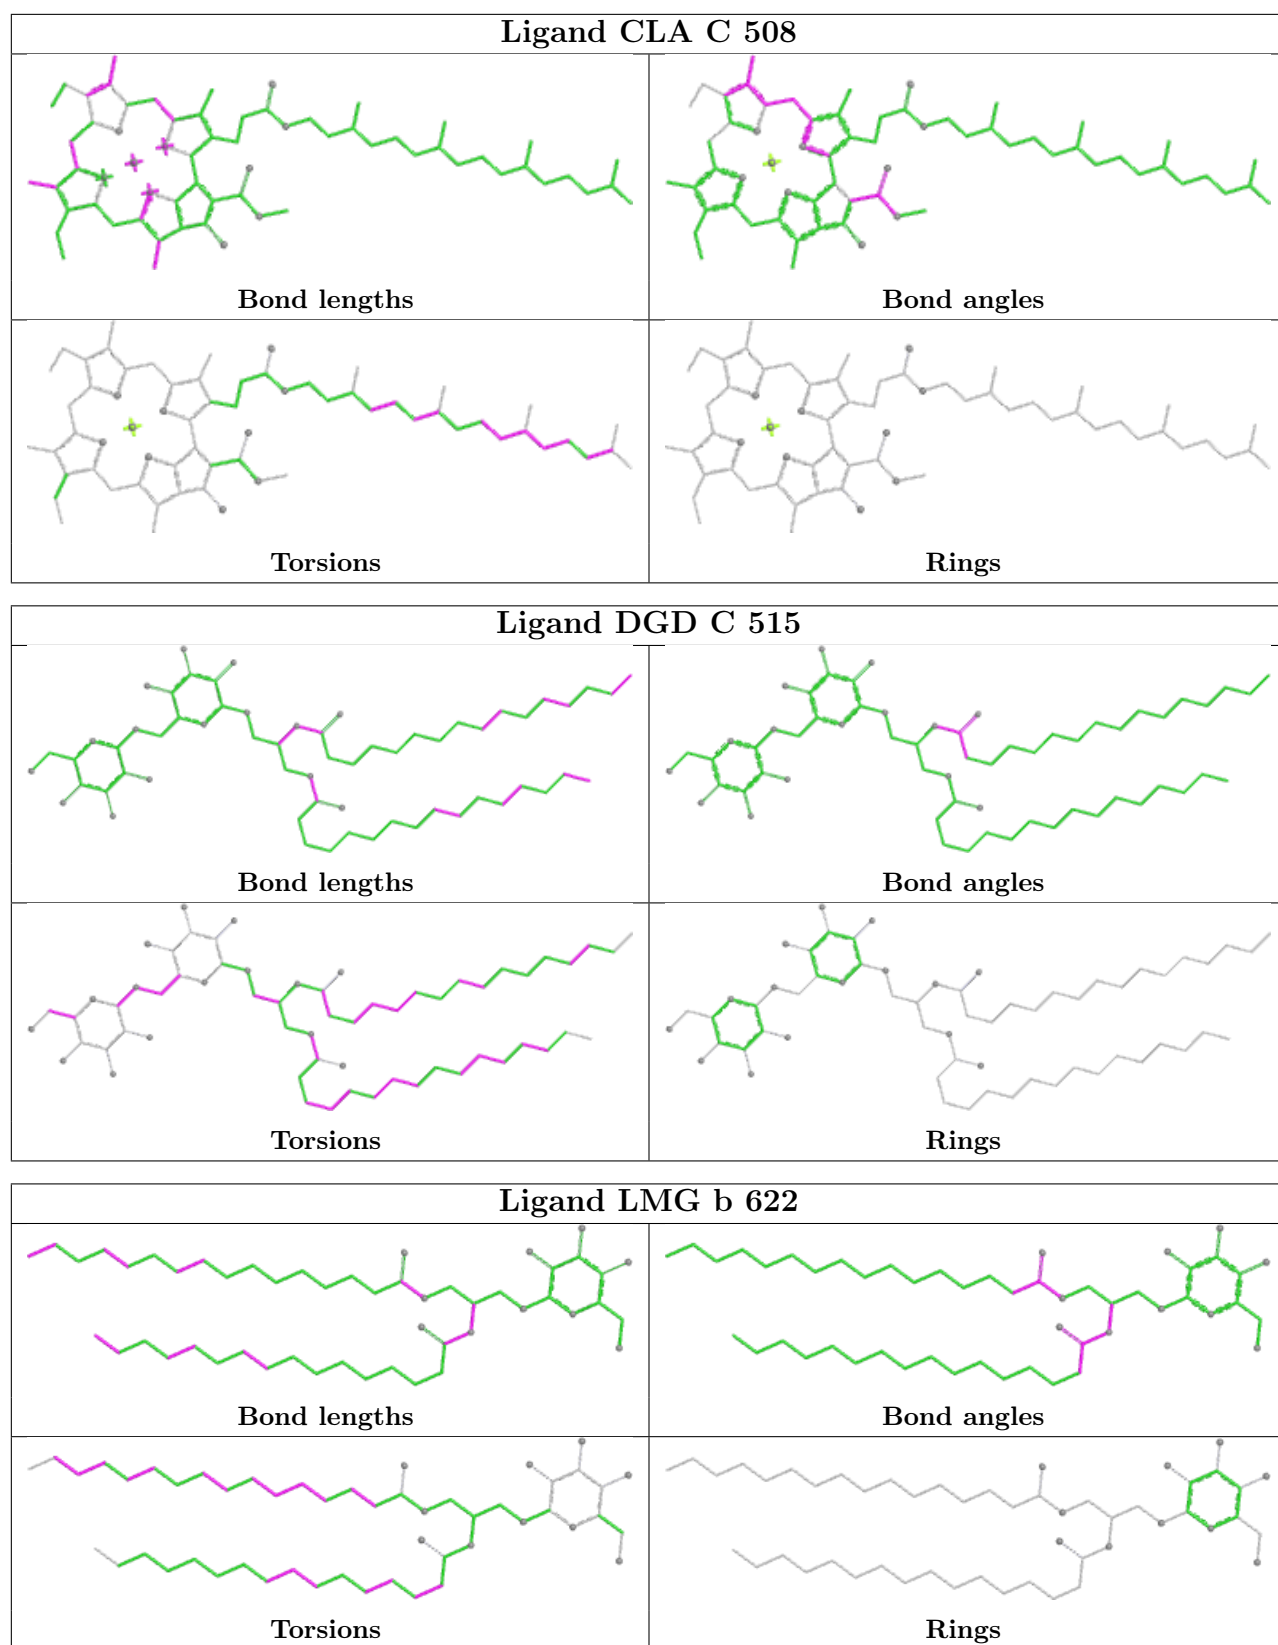 Ligand CLA C 508
Bond lengths
Bond angles
Torsions
Rings
Ligand DGD C 515
Bond lengths
Bond angles
Torsions
Rings
Ligand LMG b 622
Bond lengths
Bond angles
Torsions
Rings